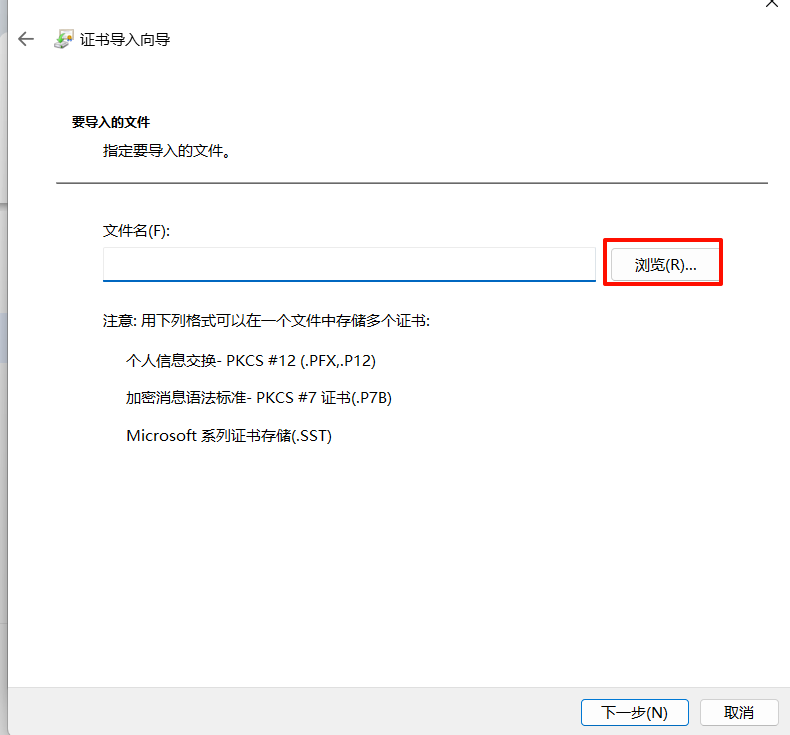 证书导入向导
要导入的文件
指定要导入的文件。
文件名(F):
浏览(R)...
注意: 用下列格式可以在一个文件中存储多个证书:
个人信息交换- PKCS #12 (.PFX,.P12)
加密消息语法标准- PKCS #7 证书(.P7B)
Microsoft 系列证书存储(.SST)
下一步(N)
取消